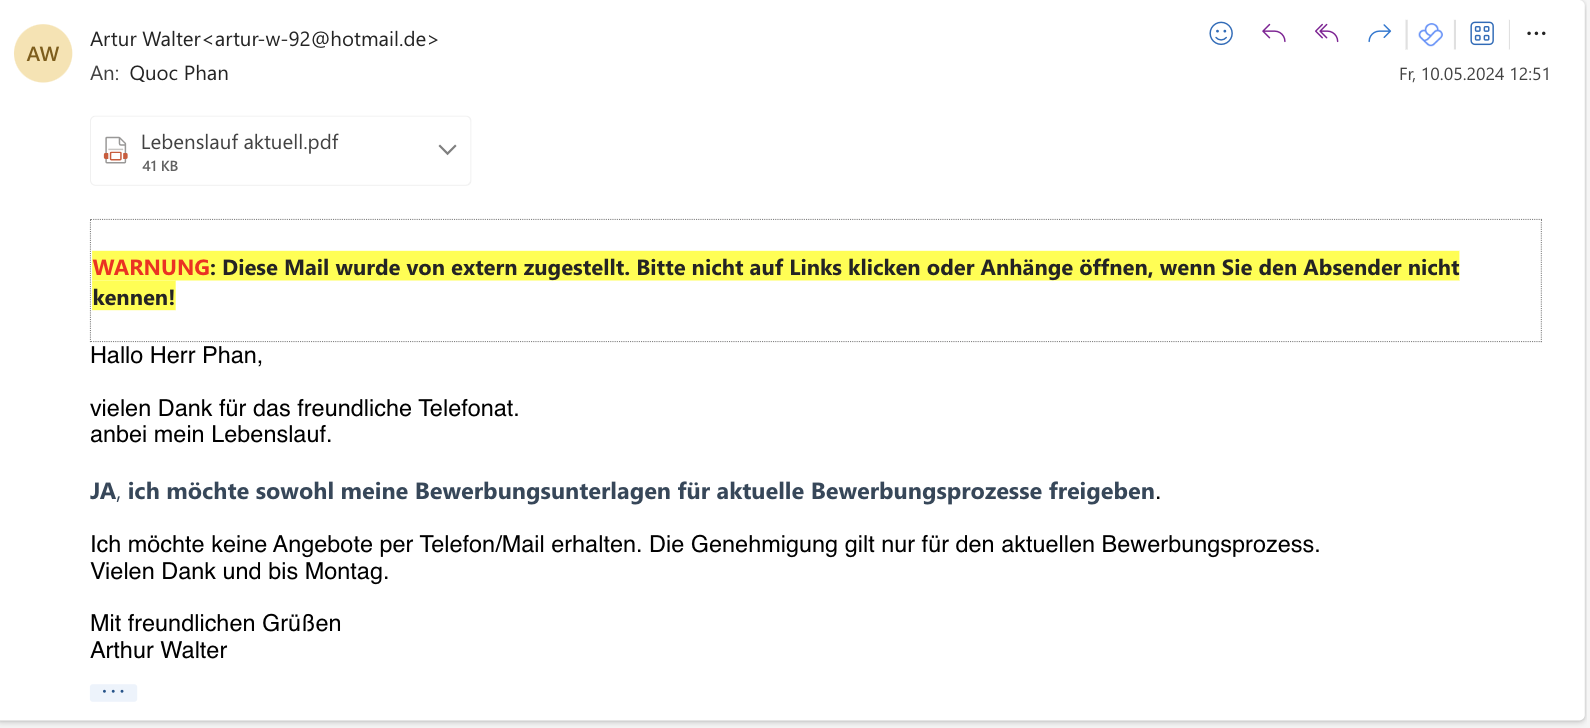 AW
Artur Walter<artur-w-92@hotmail.de>
An: Quoc Phan
Fr, 10.05.2024 12:51
Lebenslauf aktuell.pdf
41 KB
WARNUNG: Diese Mail wurde von extern zugestellt. Bitte nicht auf Links klicken oder Anhänge öffnen, wenn Sie den Absender nicht
kennen!
Hallo Herr Phan,
vielen Dank für das freundliche Telefonat.
anbei mein Lebenslauf.
JA, ich möchte sowohl meine Bewerbungsunterlagen für aktuelle Bewerbungsprozesse freigeben.
Ich möchte keine Angebote per Telefon/Mail erhalten. Die Genehmigung gilt nur für den aktuellen Bewerbungsprozess.
Vielen Dank und bis Montag.
Mit freundlichen Grüßen
Arthur Walter